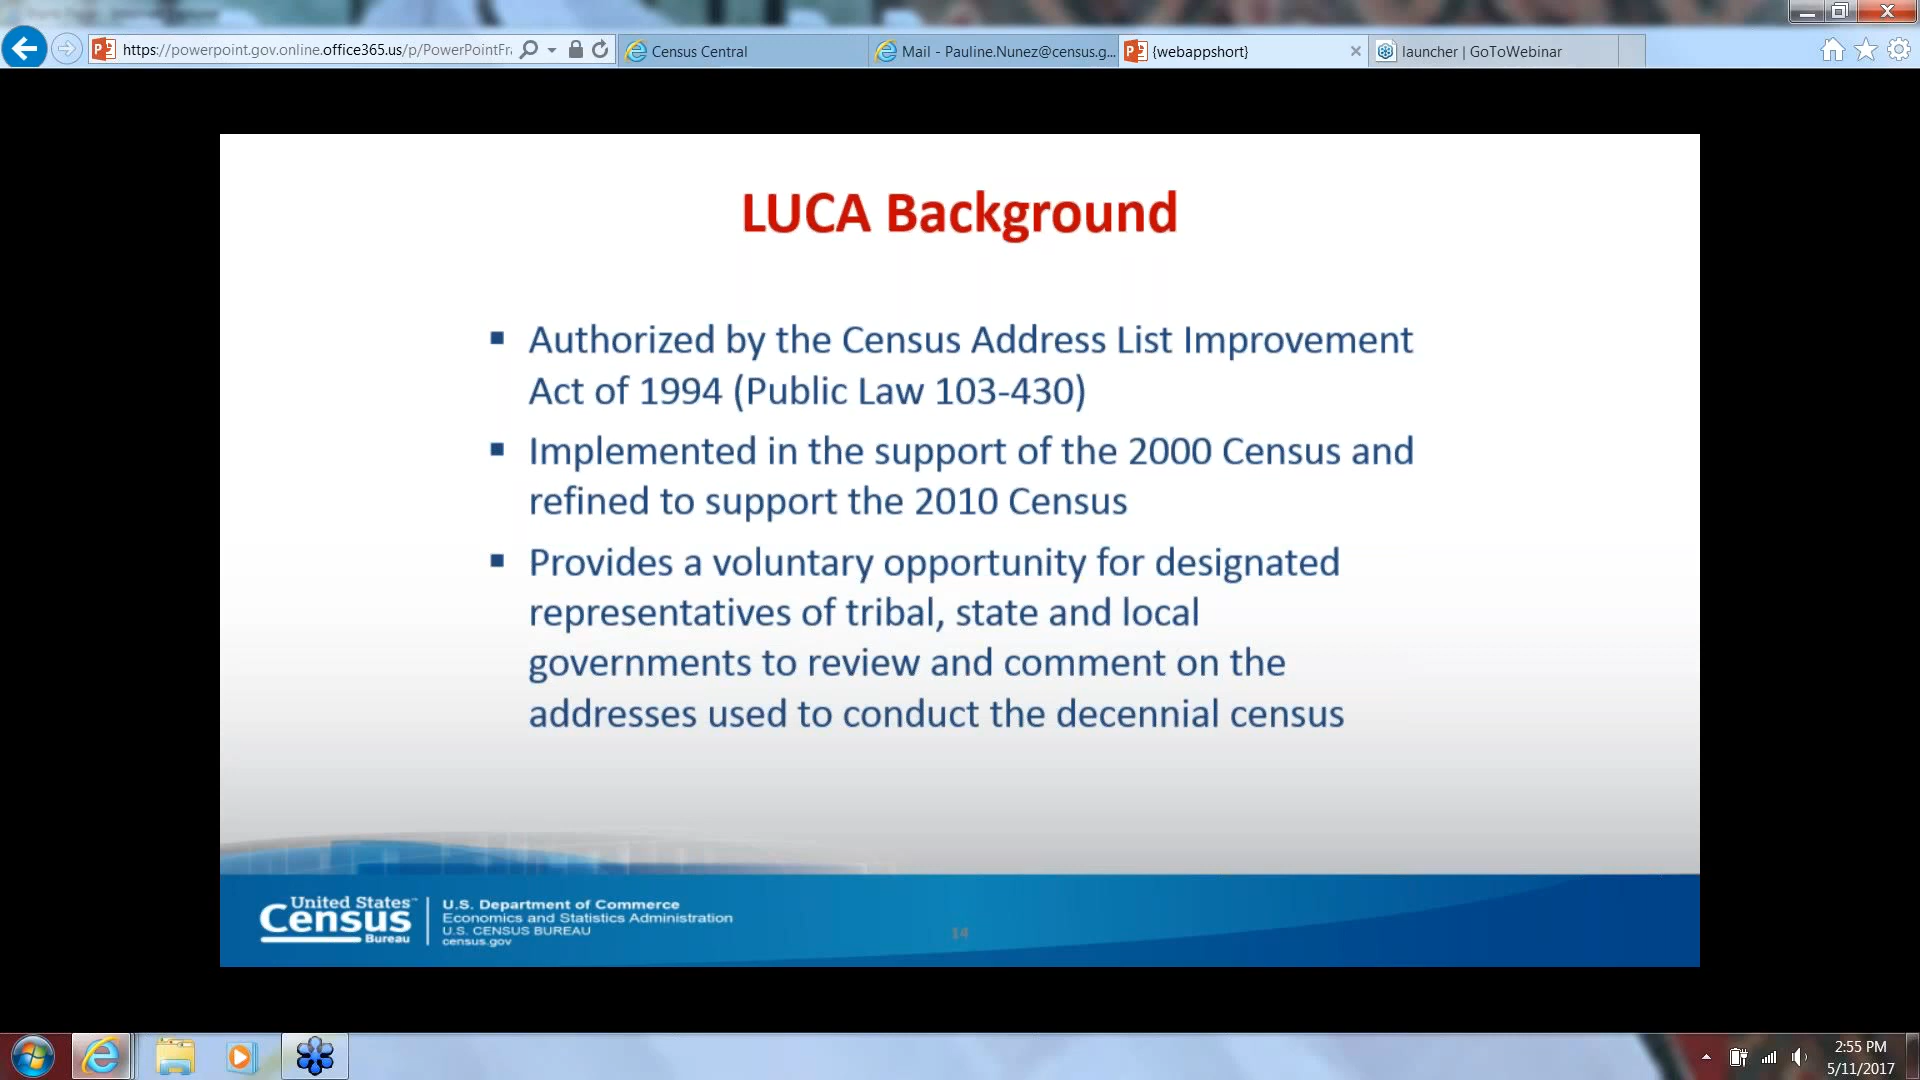 https://powerpoint.gov.online.office365.us/p/PowerPointFr
Census Central
Mail - Pauline.Nunez@census.g...
{webappshort}
launcher | GoToWebinar
LUCA Background
Authorized by the Census Address List Improvement
Act of 1994 (Public Law 103-430)
Implemented in the support of the 2000 Census and
refined to support the 2010 Census
Provides a voluntary opportunity for designated
representatives of tribal, state and local
governments to review and comment on the
addresses used to conduct the decennial census
United States™
Census
Bureau
U.S. Department of Commerce
Economics and Statistics Administration
U.S. CENSUS BUREAU
census.gov
14
2:55 PM
5/11/2017